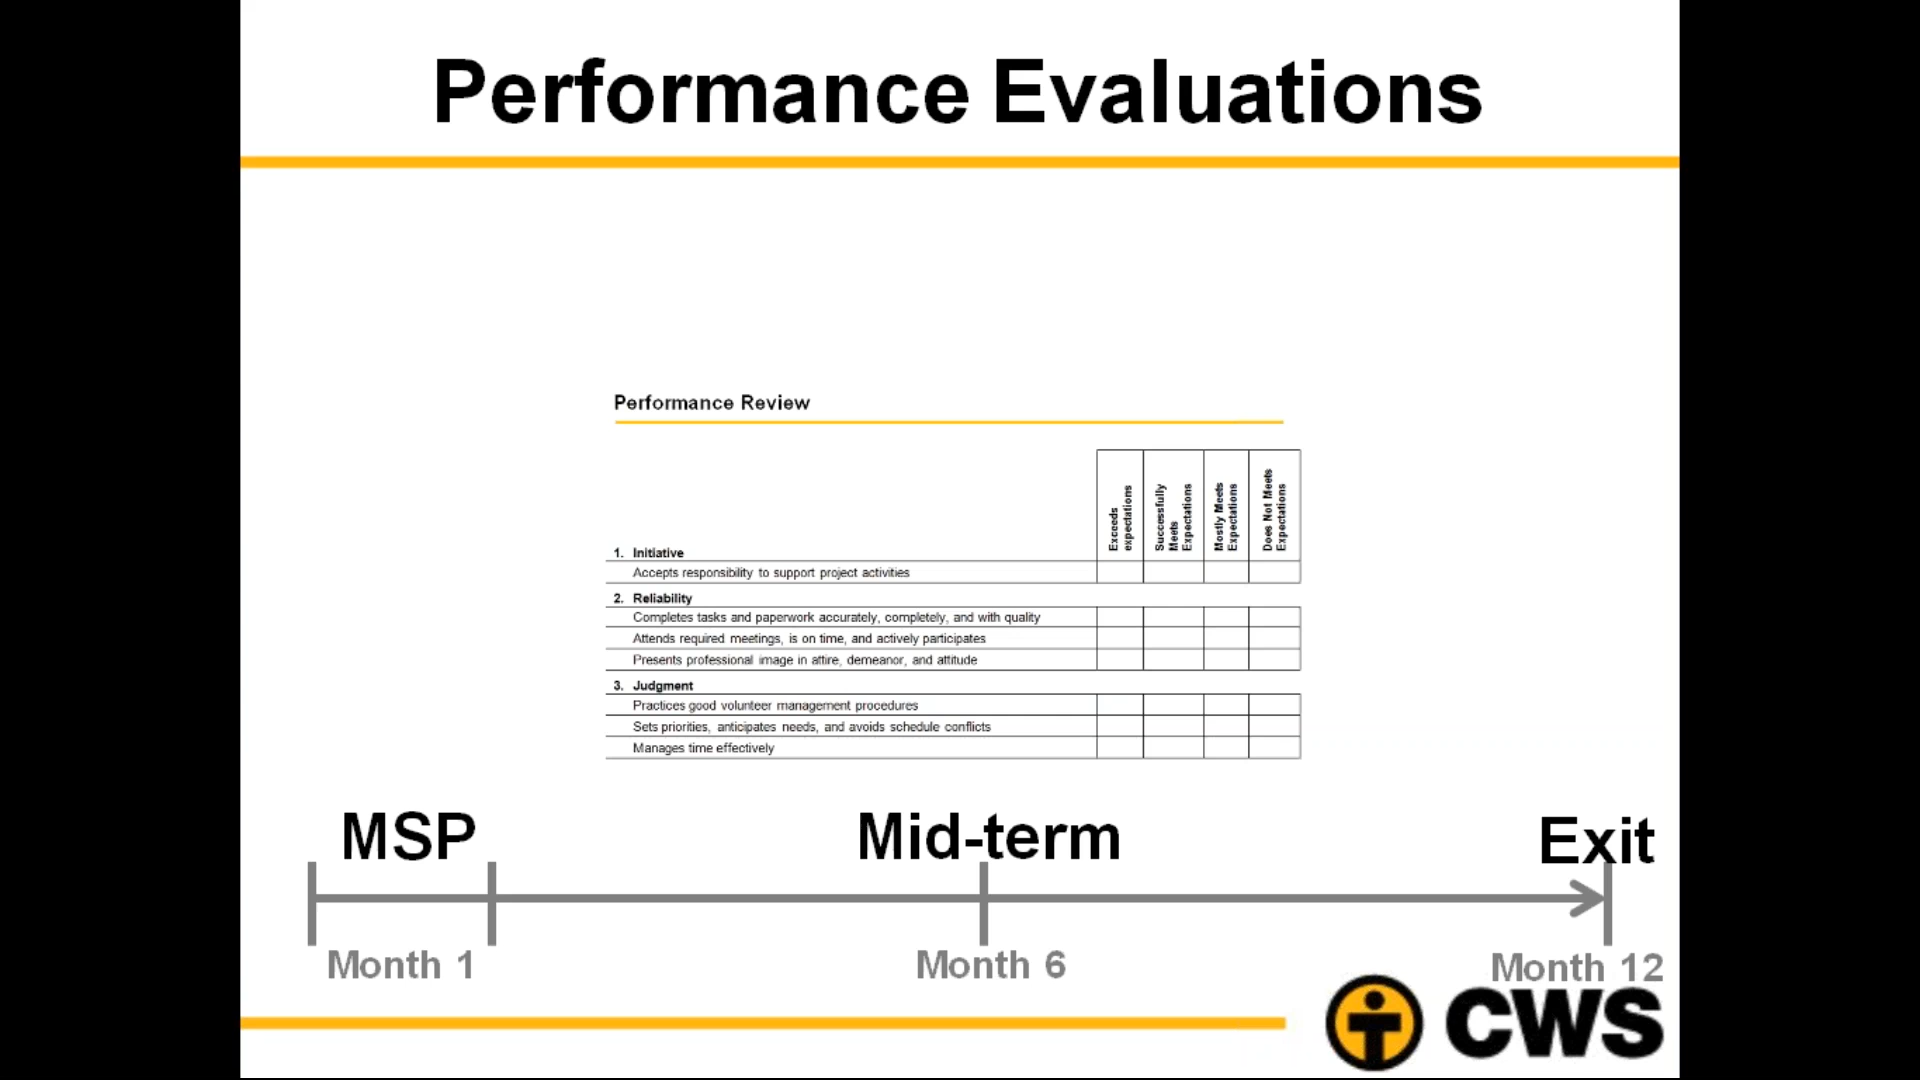 Performance Evaluations
Performance Review
Exceeds
expectations
Successfully
Meets
Expectations
Mostly Meets
Expectations
Does Not Meets
Expectations
1. Initiative
Accepts responsibility to support project activities
2. Reliability
Completes tasks and paperwork accurately, completely, and with quality
Attends required meetings, is on time, and actively participates
Presents professional image in attire, demeanor, and attitude
3. Judgment
Practices good volunteer management procedures
Sets priorities, anticipates needs, and avoids schedule conflicts
Manages time effectively
MSP Mid-term Exit
Month 1 Month 6 Month 12
CWS